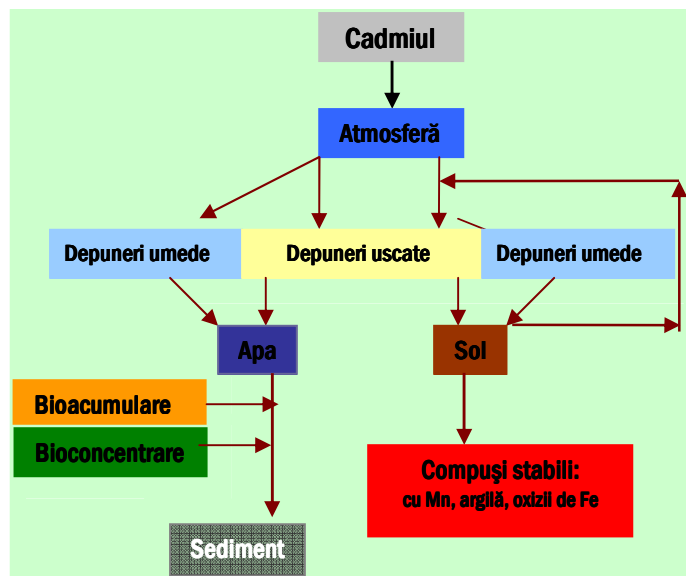 Cadmiul
Atmosferă
Depuneri umede
Depuneri uscate
Depuneri umede
Apa
Sol
Bioacumulare
Bioconcentrare
Compuşi stabili:
cu Mn, argilă, oxizii de Fe
Sediment